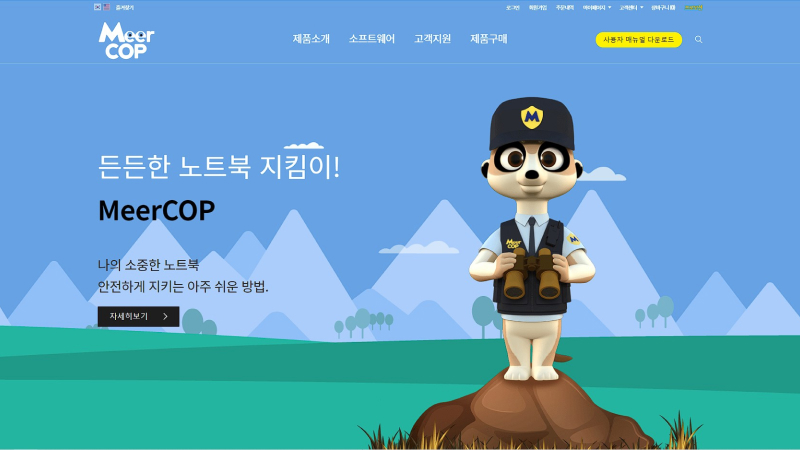 즐겨찾기
로그인 회원가입 주문내역 마이페이지 고객센터 장바구니 0
Meer COP
제품소개 소프트웨어 고객지원 제품구매
사용자 매뉴얼 다운로드
든든한 노트북 지킴이!
MeerCOP
나의 소중한 노트북
안전하게 지키는 아주 쉬운 방법.
자세히보기
M
Meer COP
M